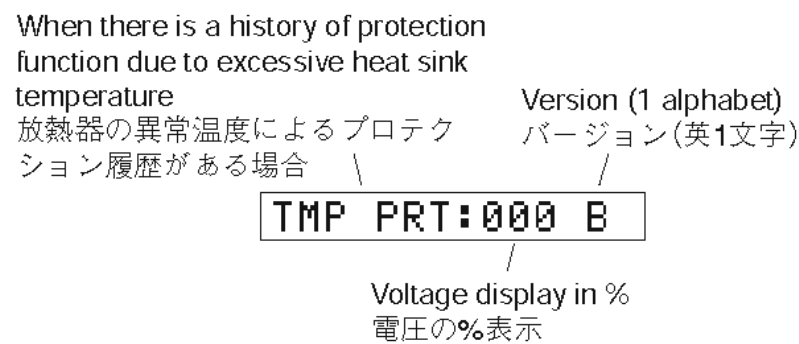 When there is a history of protection
function due to excessive heat sink
temperature
放熱器の異常温度によるプロテク
ション履歴がある場合
Version (1 alphabet)
バージョン(英1文字)
TMP PRT:000 B
Voltage display in %
電圧の%表示